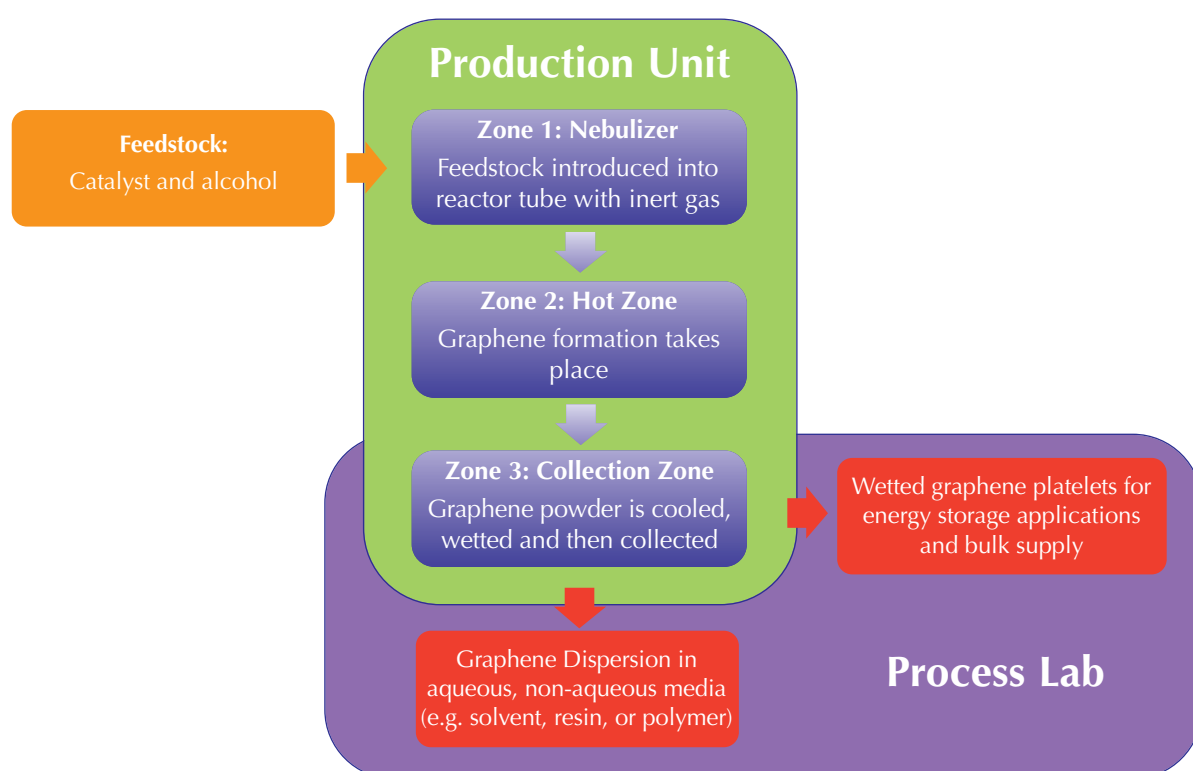 Production Unit
Feedstock:
Catalyst and alcohol
Zone 1: Nebulizer
Feedstock introduced into
reactor tube with inert gas
Zone 2: Hot Zone
Graphene formation takes
place
Zone 3: Collection Zone
Graphene powder is cooled,
wetted and then collected
Wetted graphene platelets for
energy storage applications
and bulk supply
Graphene Dispersion in
aqueous, non-aqueous media
(e.g. solvent, resin, or polymer)
Process Lab